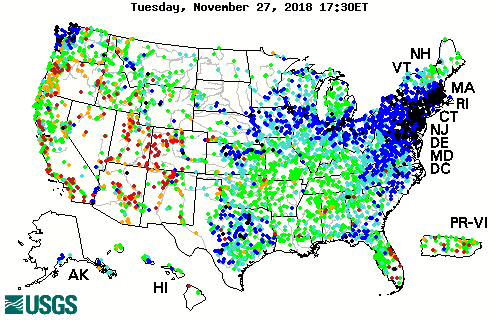 Tuesday, November 27, 2018 17:30ET
NH
VT
MA
RI
CT
NJ
DE
MD
DC
PR-VI
AK
HI
USGS